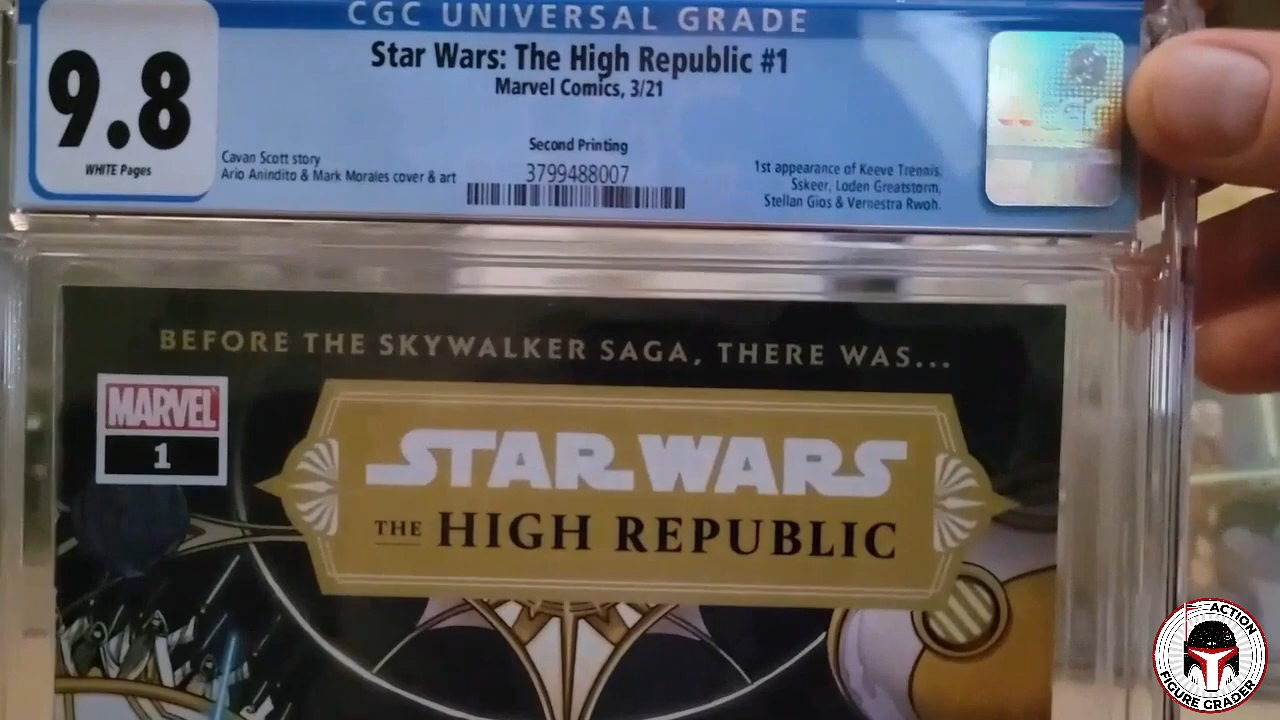 CGC UNIVERSAL GRADE
9.8
WHITE Pages
Star Wars: The High Republic #1
Marvel Comics, 3/21
Second Printing
3799488007
Cavan Scott story
Ario Anindito & Mark Morales cover & art
1st appearance of Keeve Trennis,
Sskeer, Loden Greatstorm,
Stellan Gios & Vernestra Rwoh.
CGC
BEFORE THE SKYWALKER SAGA, THERE WAS...
MARVEL
1
STAR WARS
THE HIGH REPUBLIC
ACTION
FIGURE GRADER